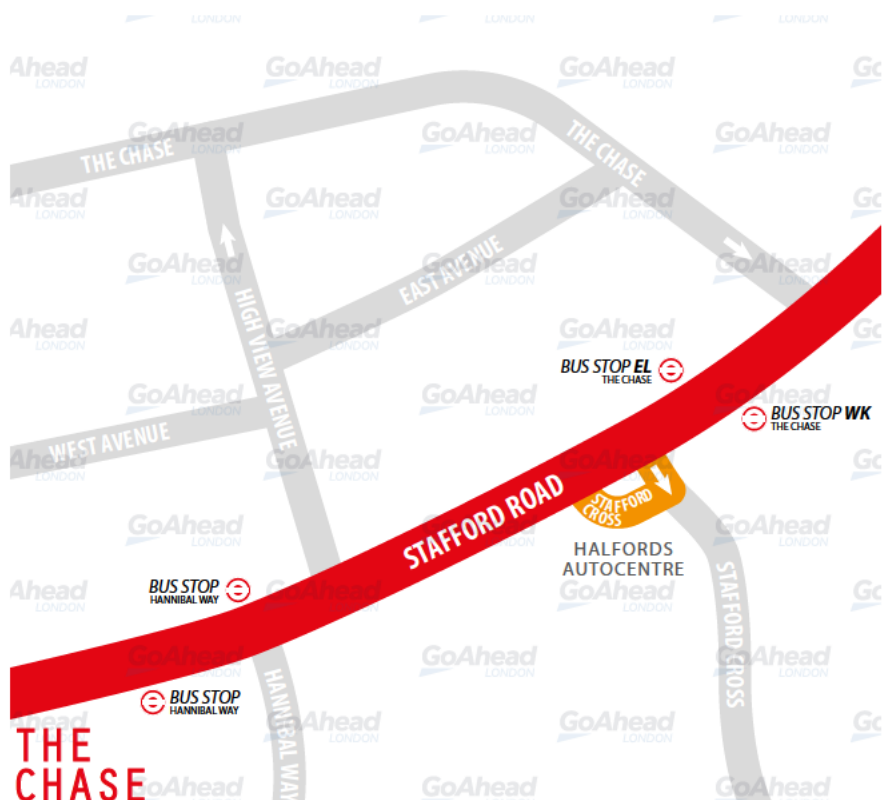 THE CHASE
THE CHASE
EAST AVENUE
HIGH VIEW AVENUE
WEST AVENUE
BUS STOP EL
THE CHASE
BUS STOP WK
THE CHASE
STAFFORD ROAD
STAFFORD
CROSS
HALFORDS
AUTOCENTRE
STAFFORD CROSS
BUS STOP
HANNIBAL WAY
BUS STOP
HANNIBAL WAY
HANNIBAL WAY
THE
CHASE
GoAhead
LONDON